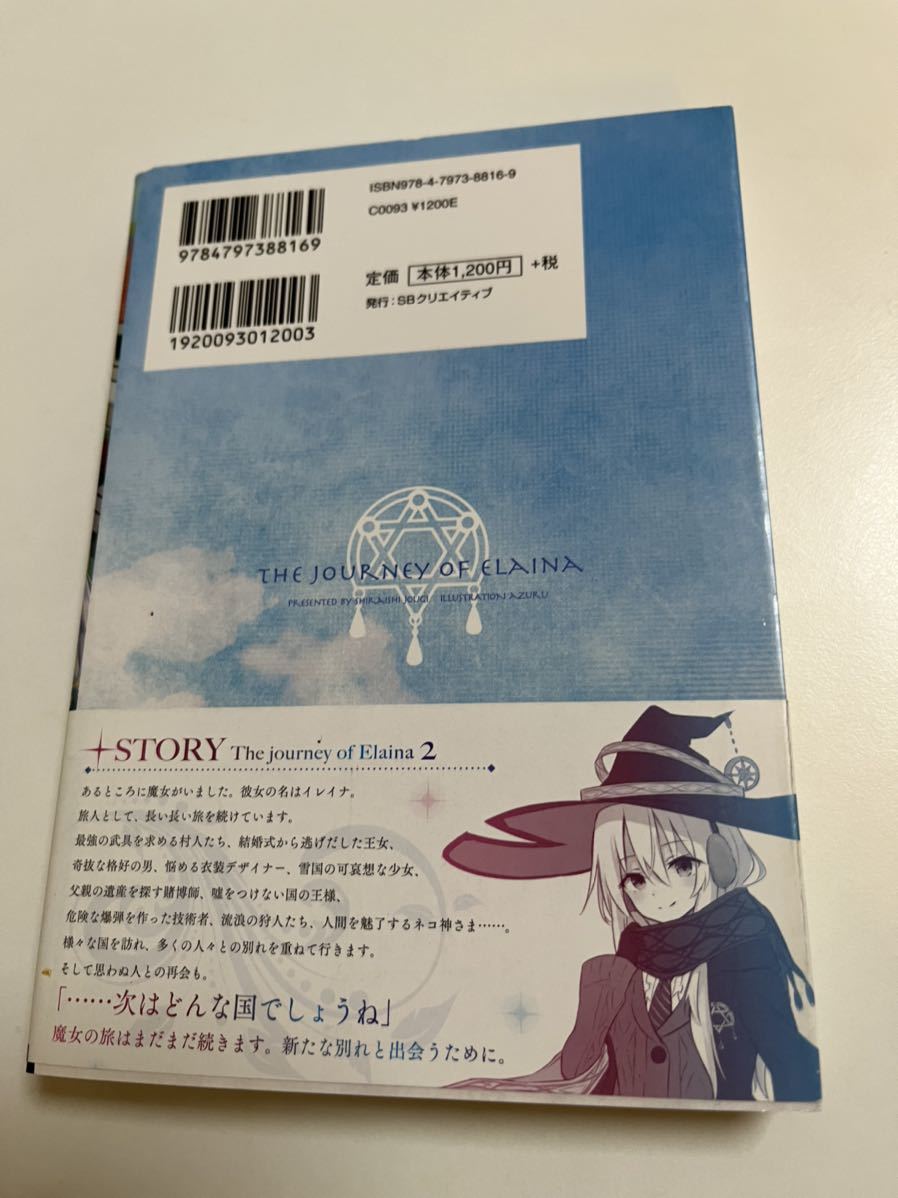 ISBN978-4-7973-8816-9
C0093 ¥1200E
9784797388169
定価 本体1,200円 +税
発行:SBクリエイティブ
1920093012003
THE JOURNEY OF ELAINA
PRESENTED BY SHIRAISHI JOUGI / ILLUSTRATION AZURU
STORY The journey of Elaina 2
あるところに魔女がいました。彼女の名はイレイナ。
旅人として、長い長い旅を続けています。
最強の武具を求める村人たち、結婚式から逃げだした王女、
奇抜な格好の男、悩める衣装デザイナー、雪国の可哀想な少女、
父親の遺産を探す賭博師、嘘をつけない国の王様、
危険な爆弾を作った技術者、流浪の狩人たち、人間を魅了するネコ神さま……。
様々な国を訪れ、多くの人々との別れを重ねて行きます。
そして思わぬ人との再会も。
「……次はどんな国でしょうね」
魔女の旅はまだまだ続きます。新たな別れと出会うために。